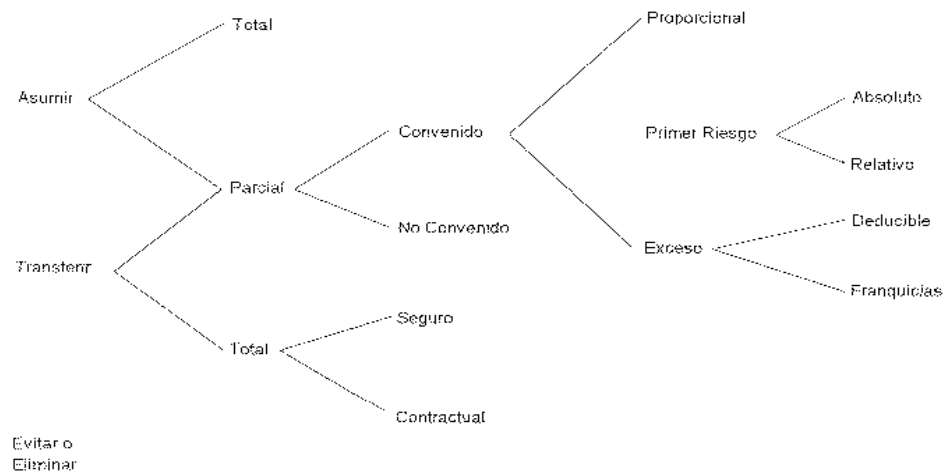 Total
Proporcional
Asumir
Absoluto
Convenido
Primer Riesgo
Relativo
Parcial
No Convenido
Deducible
Transferir
Exceso
Franquicias
Seguro
Total
Contractual
Evitar o
Eliminar